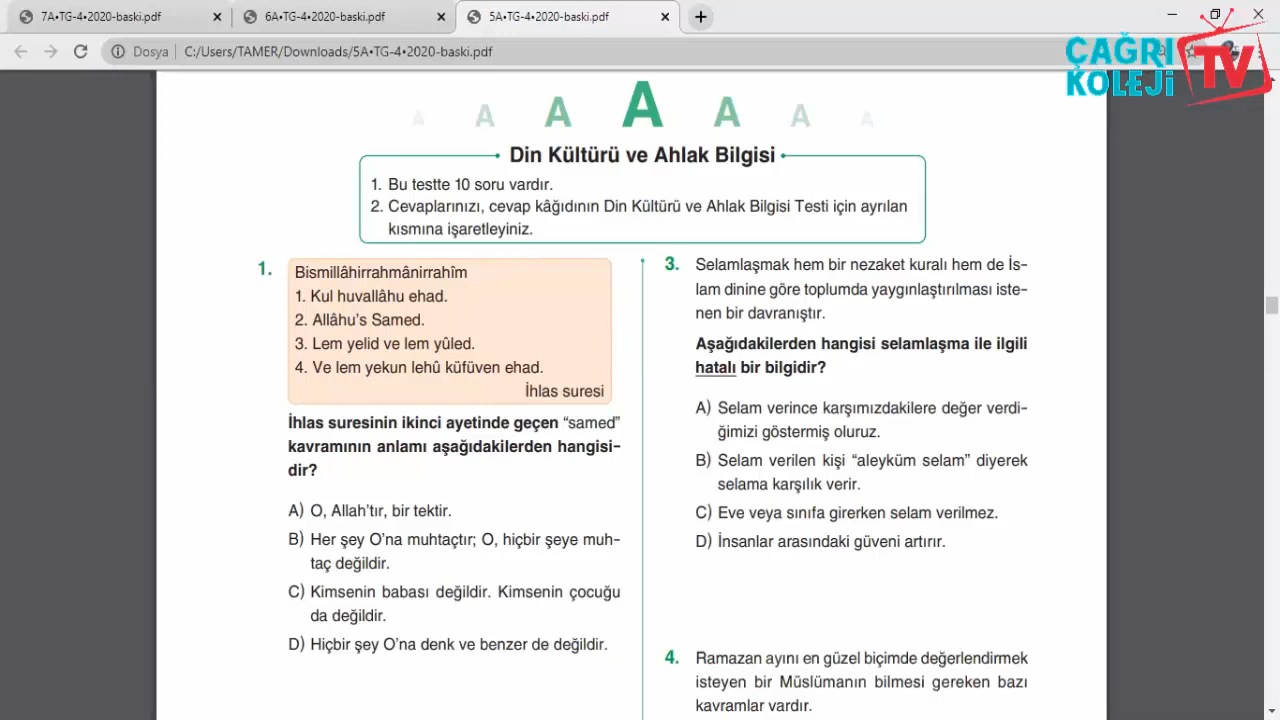 7A•TG-4•2020-baski.pdf
6A•TG-4•2020-baski.pdf
5A•TG-4•2020-baski.pdf
Dosya
C:/Users/TAMER/Downloads/5A•TG-4•2020-baski.pdf
ÇAĞRI
KOLEJİ
TV
A A A A A A A
Din Kültürü ve Ahlak Bilgisi
1. Bu testte 10 soru vardır.
2. Cevaplarınızı, cevap kâğıdının Din Kültürü ve Ahlak Bilgisi Testi için ayrılan
kısmına işaretleyiniz.
1.
Bismillâhirrahmânirrahîm
1. Kul huvallâhu ehad.
2. Allâhu's Samed.
3. Lem yelid ve lem yûled.
4. Ve lem yekun lehû küfüven ehad.
İhlas suresi
İhlas suresinin ikinci ayetinde geçen “samed”
kavramının anlamı aşağıdakilerden hangisi-
dir?
A) O, Allah'tır, bir tektir.
B) Her şey O'na muhtaçtır; O, hiçbir şeye muh-
taç değildir.
C) Kimsenin babası değildir. Kimsenin çocuğu
da değildir.
D) Hiçbir şey O'na denk ve benzer de değildir.
3. Selamlaşmak hem bir nezaket kuralı hem de İs-
lam dinine göre toplumda yaygınlaştırılması iste-
nen bir davranıştır.
Aşağıdakilerden hangisi selamlaşma ile ilgili
hatalı bir bilgidir?
A) Selam verince karşımızdakilere değer verdi-
ğimizi göstermiş oluruz.
B) Selam verilen kişi “aleyküm selam” diyerek
selama karşılık verir.
C) Eve veya sınıfa girerken selam verilmez.
D) İnsanlar arasındaki güveni artırır.
4. Ramazan ayını en güzel biçimde değerlendirmek
isteyen bir Müslümanın bilmesi gereken bazı
kavramlar vardır.